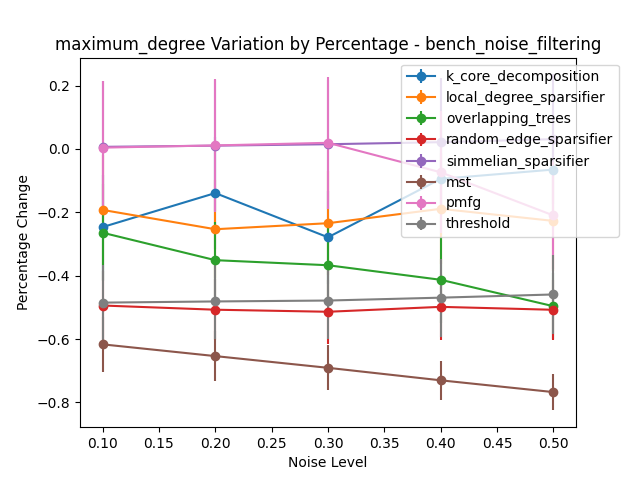 maximum_degree Variation by Percentage - bench_noise_filtering
k_core_decomposition
local_degree_sparsifier
overlapping_trees
random_edge_sparsifier
simmelian_sparsifier
mst
pmfg
threshold
Percentage Change
0.2
0.0
−0.2
−0.4
−0.6
−0.8
0.10
0.15
0.20
0.25
0.30
0.35
0.40
0.45
0.50
Noise Level